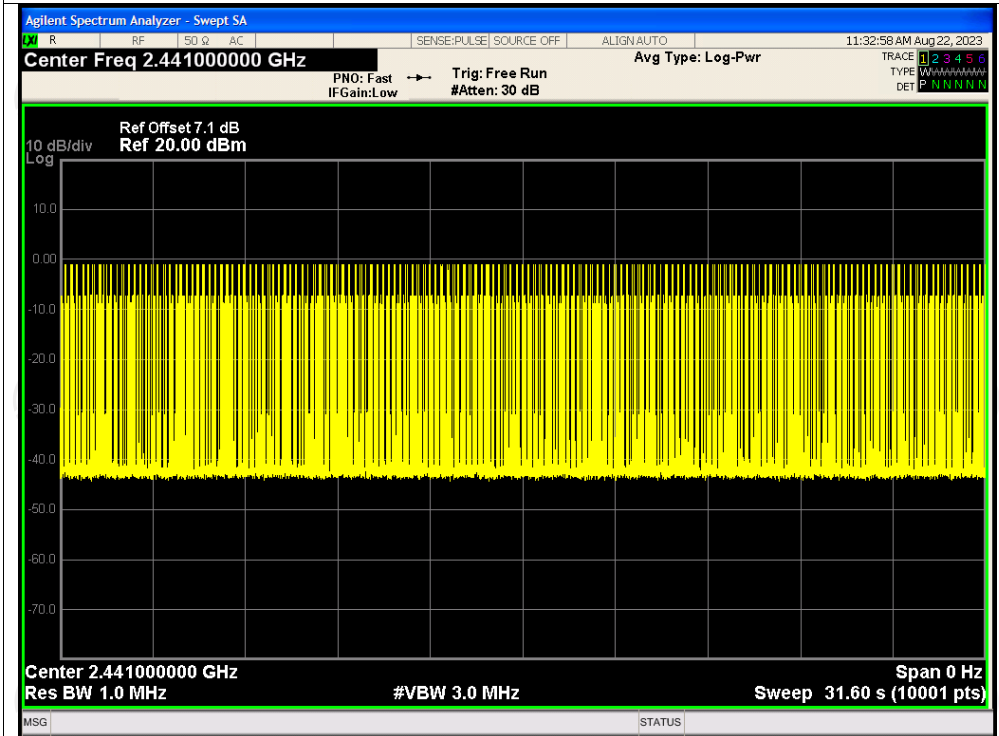 Agilent Spectrum Analyzer - Swept SA
LXI R RF 50 Ω AC SENSE:PULSE SOURCE OFF ALIGN AUTO 11:32:58 AM Aug 22, 2023
Center Freq 2.441000000 GHz Avg Type: Log-Pwr TRACE 1 2 3 4 5 6
PNO: Fast Trig: Free Run TYPE W
IFGain:Low #Atten: 30 dB DET P N N N N N
Ref Offset 7.1 dB
10 dB/div Ref 20.00 dBm
Log
10.0
0.00
-10.0
-20.0
-30.0
-40.0
-50.0
-60.0
-70.0
Center 2.441000000 GHz Span 0 Hz
Res BW 1.0 MHz #VBW 3.0 MHz Sweep 31.60 s (10001 pts)
MSG STATUS